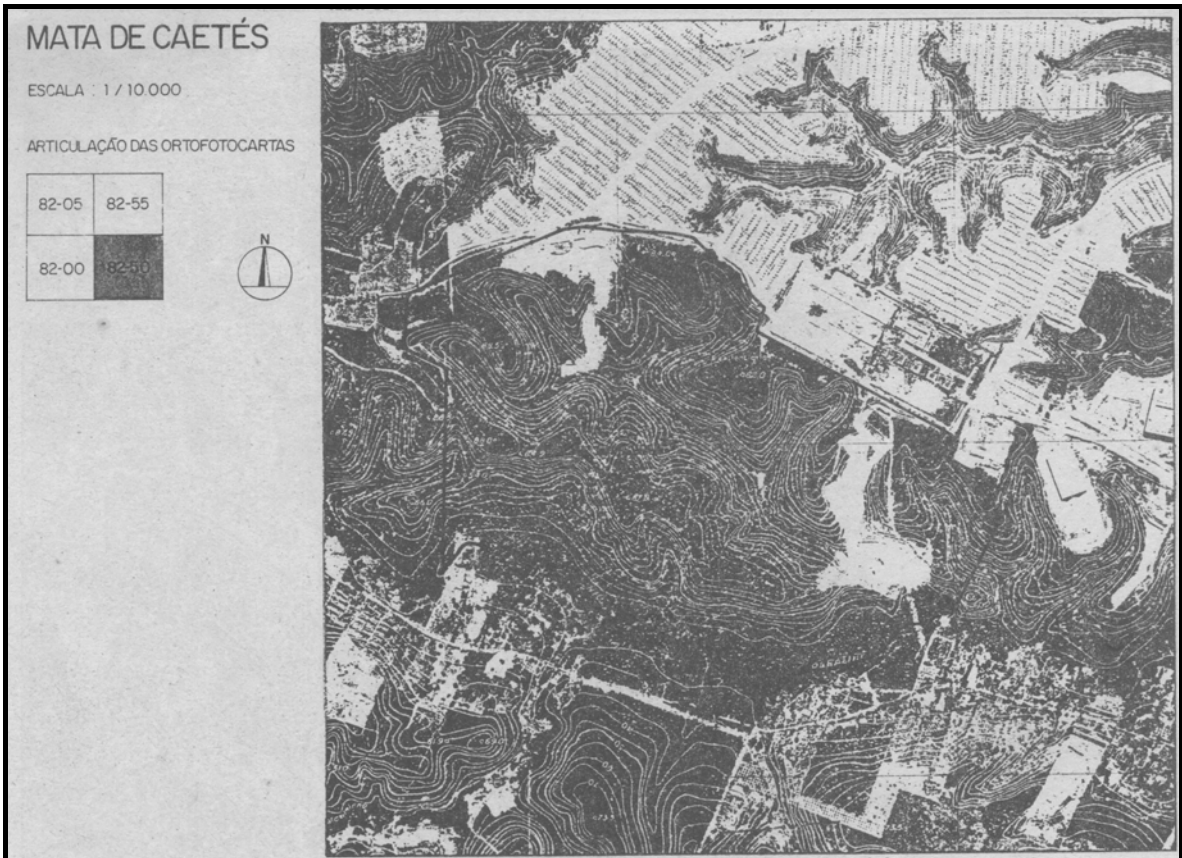 MATA DE CAETÉS
ESCALA : 1 / 10.000
ARTICULAÇÃO DAS ORTOFOTOCARTAS
82-05 82-55
82-00 82-50
N